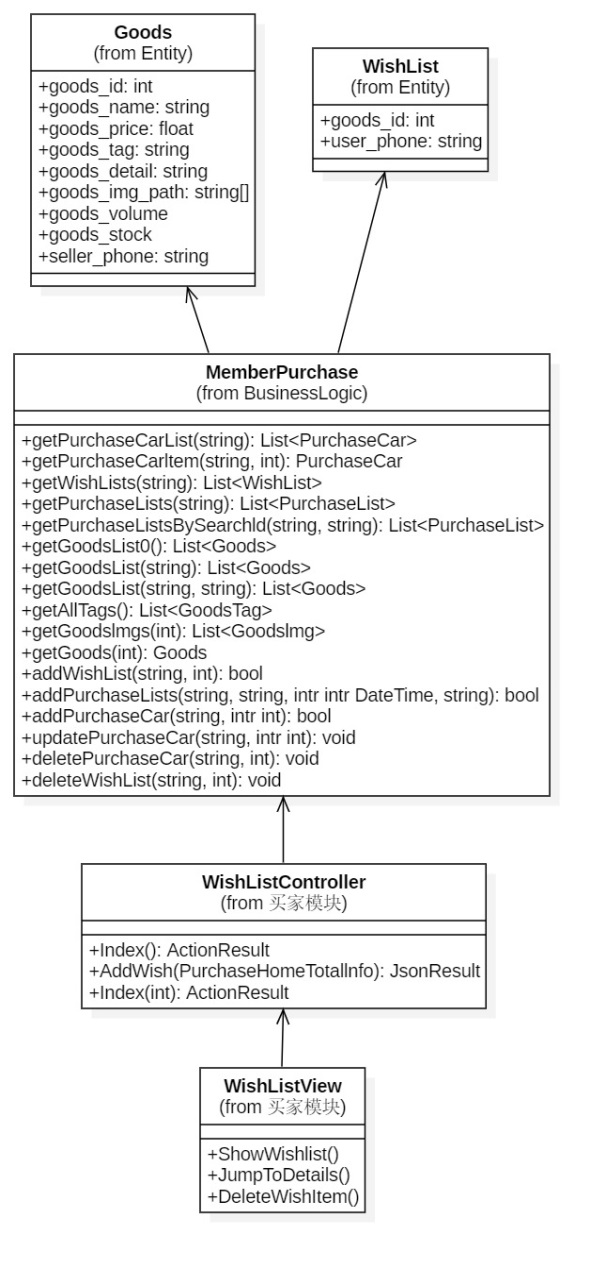 Goods
(from Entity)
+goods_id: int
+goods_name: string
+goods_price: float
+goods_tag: string
+goods_detail: string
+goods_img_path: string[]
+goods_volume
+goods_stock
+seller_phone: string
WishList
(from Entity)
+goods_id: int
+user_phone: string
MemberPurchase
(from BusinessLogic)
+getPurchaseCarList(string): List<PurchaseCar>
+getPurchaseCarItem(string, int): PurchaseCar
+getWishLists(string): List<WishList>
+getPurchaseLists(string): List<PurchaseList>
+getPurchaseListsBySearchId(string, string): List<PurchaseList>
+getGoodsList0(): List<Goods>
+getGoodsList(string): List<Goods>
+getGoodsList(string, string): List<Goods>
+getAllTags(): List<GoodsTag>
+getGoodsImgs(int): List<GoodsImg>
+getGoods(int): Goods
+addWishList(string, int): bool
+addPurchaseLists(string, string, intr intr DateTime, string): bool
+addPurchaseCar(string, intr int): bool
+updatePurchaseCar(string, intr int): void
+deletePurchaseCar(string, int): void
+deleteWishList(string, int): void
WishListController
(from 买家模块)
+Index(): ActionResult
+AddWish(PurchaseHomeTotalInfo): JsonResult
+Index(int): ActionResult
WishListView
(from 买家模块)
+ShowWishlist()
+JumpToDetails()
+DeleteWishItem()